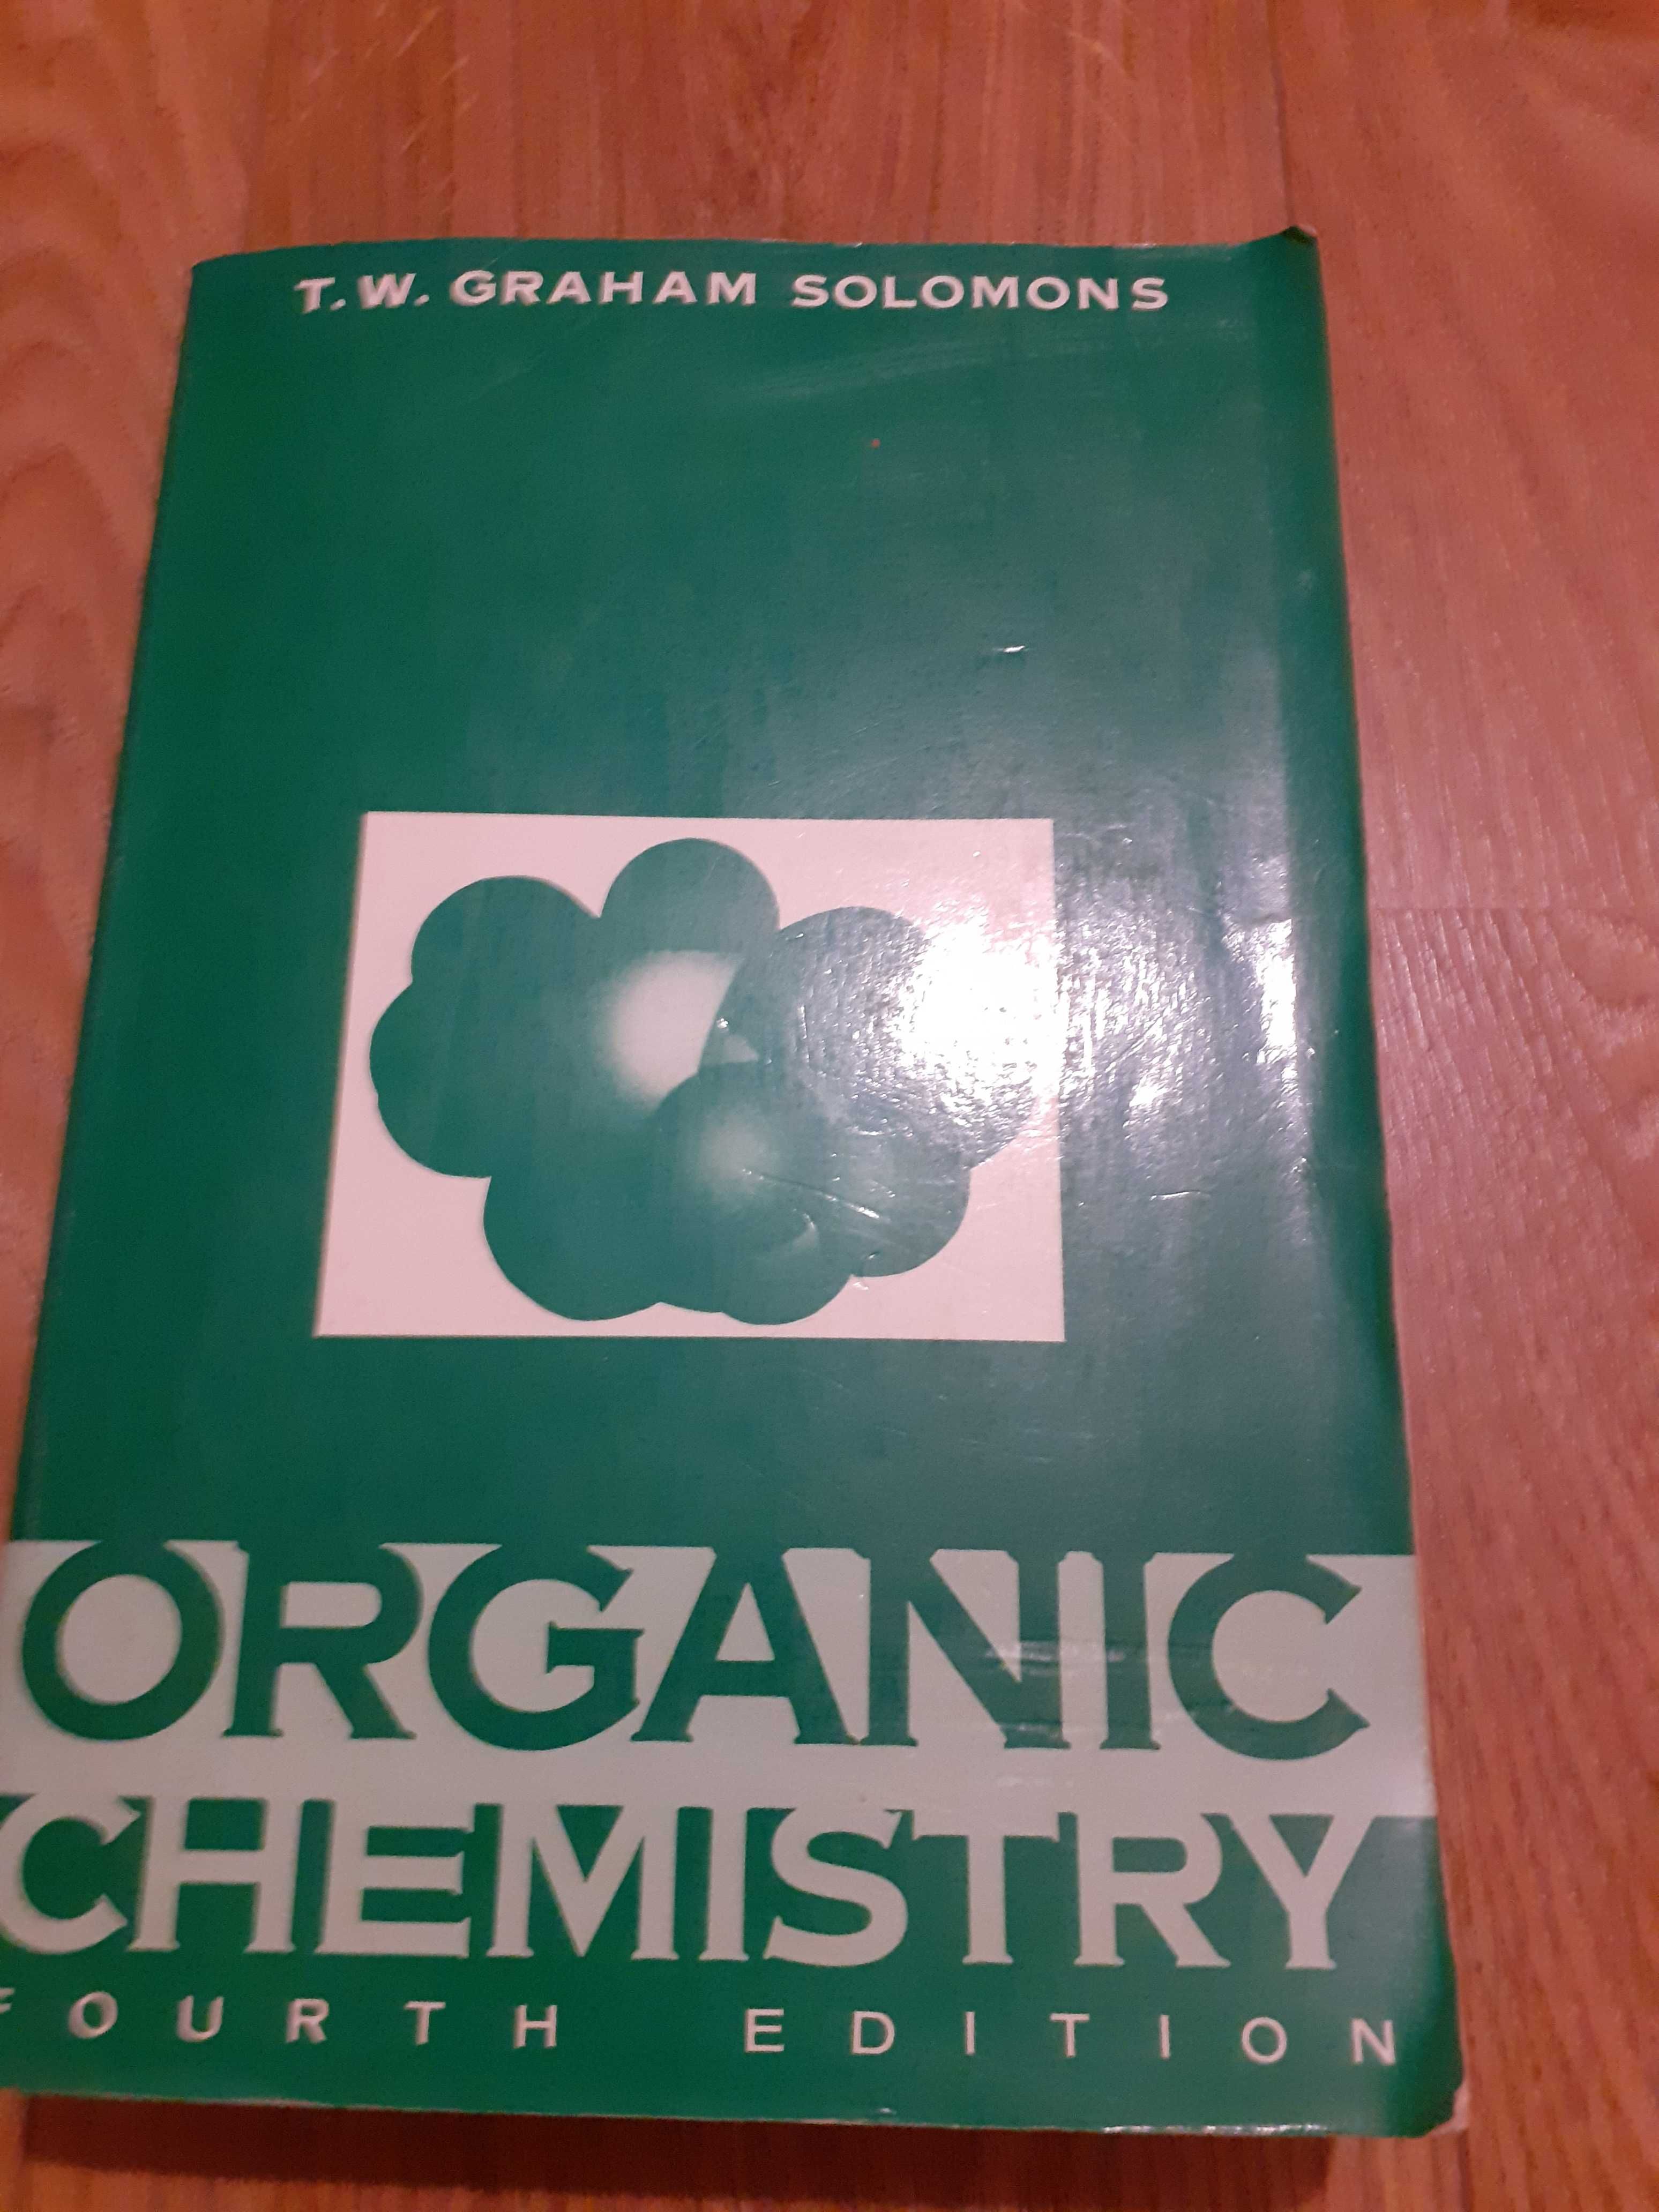 T.W. GRAHAM SOLOMONS
ORGANIC
CHEMISTRY
FOURTH EDITION